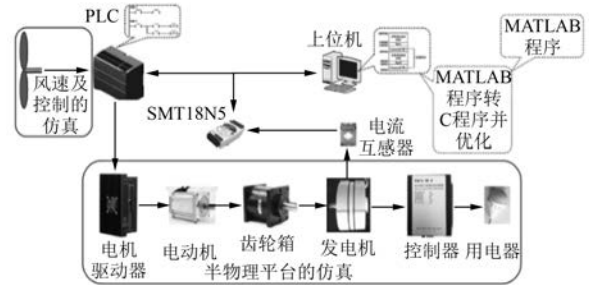 PLC
风速及
控制的
仿真
SMT18N5
上位机
MATLAB
程序
MATLAB
程序转
C程序并
优化
电流
互感器
电机
驱动器
电动机
齿轮箱
发电机
控制器
用电器
半物理平台的仿真